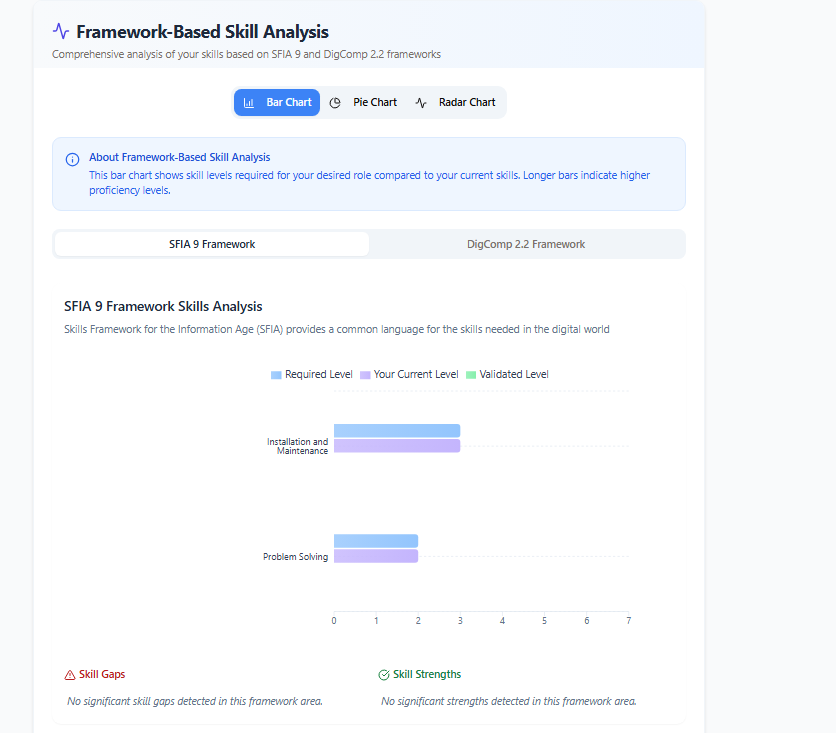 Framework-Based Skill Analysis
Comprehensive analysis of your skills based on SFIA 9 and DigComp 2.2 frameworks
Bar Chart Pie Chart Radar Chart
About Framework-Based Skill Analysis
This bar chart shows skill levels required for your desired role compared to your current skills. Longer bars indicate higher
proficiency levels.
SFIA 9 Framework DigComp 2.2 Framework
SFIA 9 Framework Skills Analysis
Skills Framework for the Information Age (SFIA) provides a common language for the skills needed in the digital world
Required Level Your Current Level Validated Level
Installation and
Maintenance
Problem Solving
0 1 2 3 4 5 6 7
Skill Gaps Skill Strengths
No significant skill gaps detected in this framework area. No significant strengths detected in this framework area.